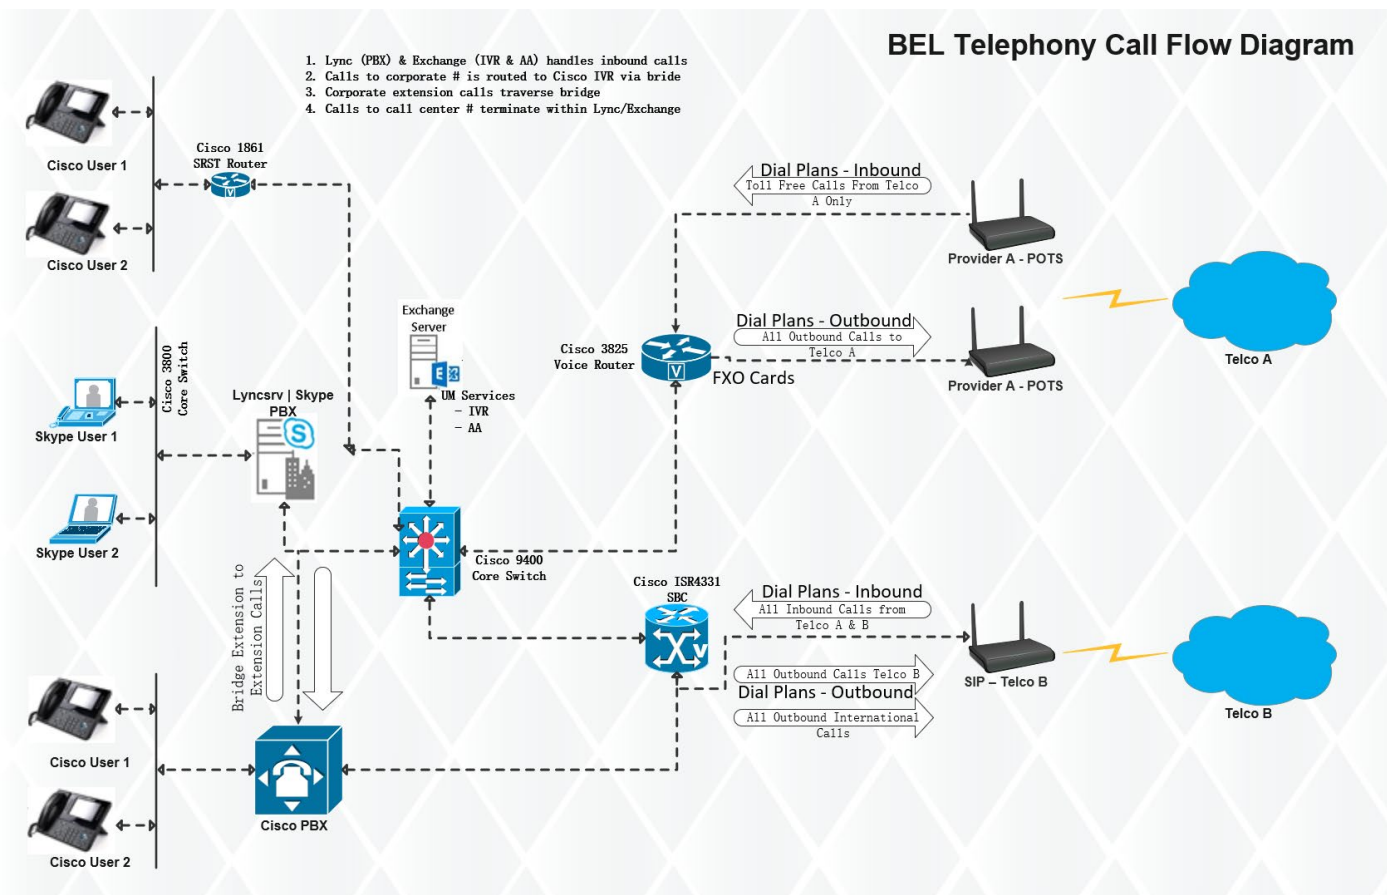 BEL Telephony Call Flow Diagram
1. Lync (PBX) & Exchange (IVR & AA) handles inbound calls
2. Calls to corporate # is routed to Cisco IVR via bride
3. Corporate extension calls traverse bridge
4. Calls to call center # terminate within Lync/Exchange
Cisco User 1
Cisco 1861
SRST Router
V
Cisco User 2
Dial Plans - Inbound
Toll Free Calls From Telco
A Only
Provider A - POTS
Exchange
Server
E
UM Services
- IVR
- AA
Cisco 3825
Voice Router
V
FXO Cards
Dial Plans - Outbound
All Outbound Calls to
Telco A
Provider A - POTS
Telco A
Cisco 3800
Core Switch
Skype User 1
Lyncsrv | Skype
PBX
S
Skype User 2
Cisco 9400
Core Switch
Bridge Extension to
Extension Calls
Cisco ISR4331
SBC
V
Dial Plans - Inbound
All Inbound Calls from
Telco A & B
All Outbound Calls Telco B
Dial Plans - Outbound
All Outbound International
Calls
SIP – Telco B
Telco B
Cisco User 1
Cisco PBX
Cisco User 2